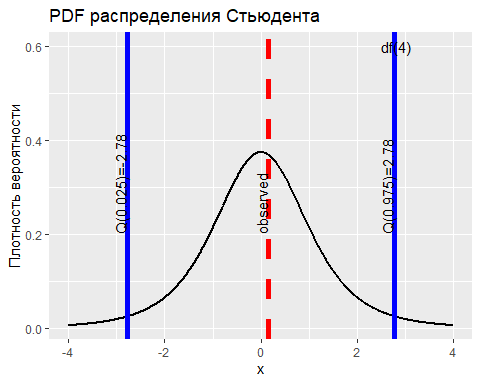 PDF распределения Стьюдента
0.6
df(4)
0.4
Q(0.025)=-2.78
observed
Q(0.975)=2.78
Плотность вероятности
0.2
0.0
-4
-2
0
2
4
x